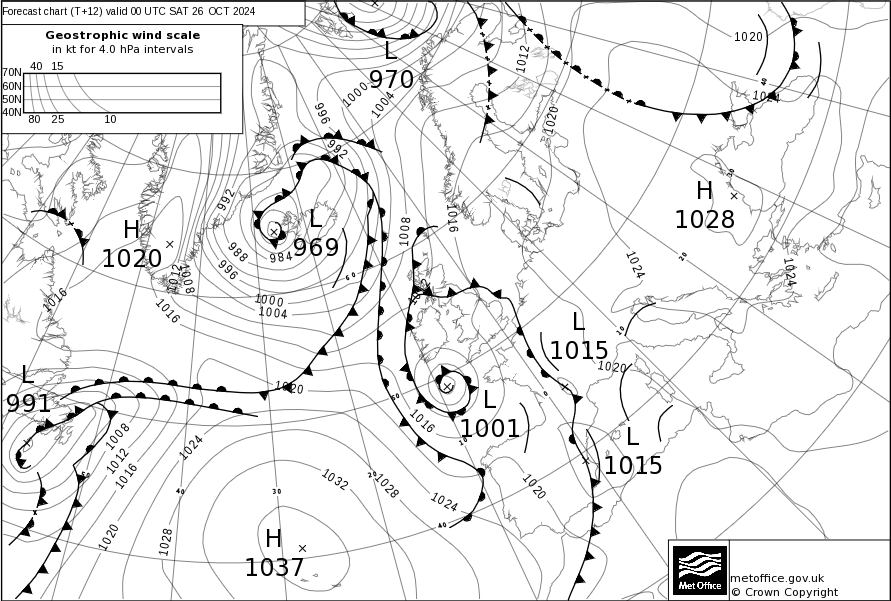 Forecast chart (T+12) valid 00 UTC SAT 26 OCT 2024
Geostrophic wind scale
in kt for 4.0 hPa intervals
40 15
70N
60N
50N
40N
80 25 10
L
970
1020
1012
1000
1004
996
992
1020
H
1028
992
L
969
H
1020
1008
1016
988
984
996
1012
1008
1024
1024
20
60
1016
1000
1004
1016
L
1015
10
1020
L
991
1020
60
L
1001
0
1016
10
L
1015
1008
1012
1016
1024
1032
1028
20
1024
1020
40
30
40
1020
1028
H
1037
Met Office
metoffice.gov.uk
© Crown Copyright